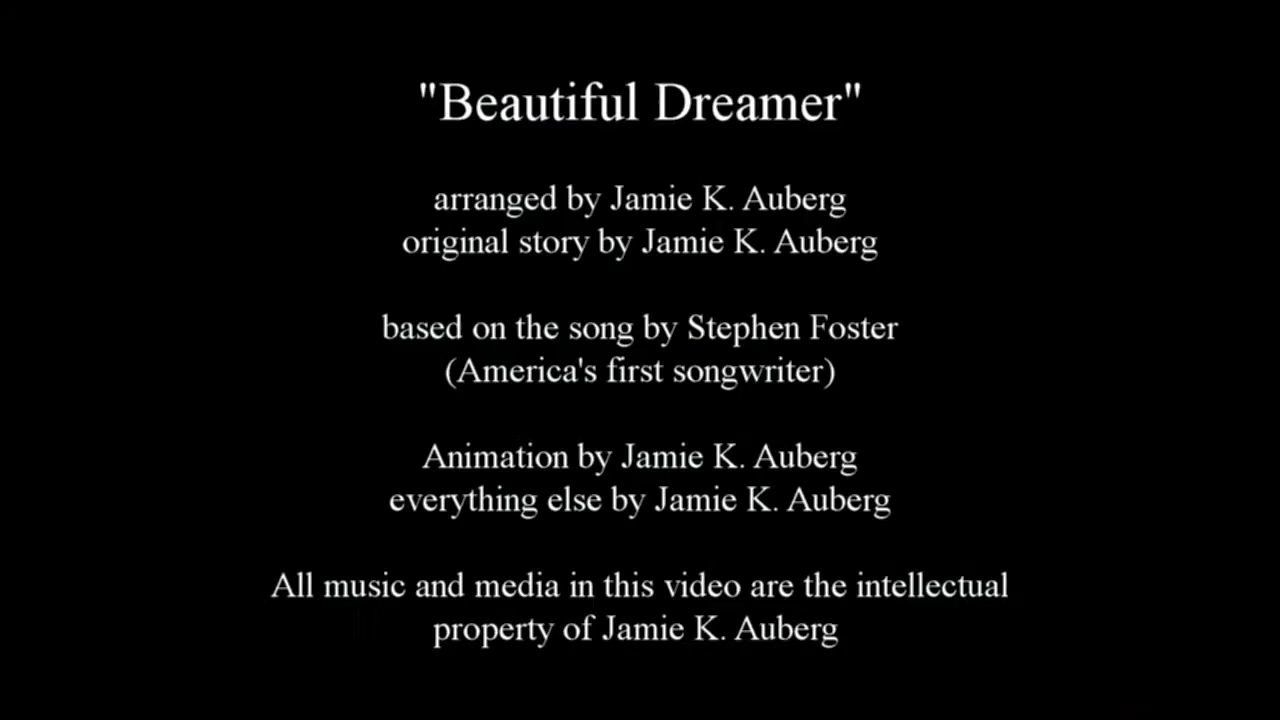 "Beautiful Dreamer"
arranged by Jamie K. Auberg
original story by Jamie K. Auberg
based on the song by Stephen Foster
(America's first songwriter)
Animation by Jamie K. Auberg
everything else by Jamie K. Auberg
All music and media in this video are the intellectual
property of Jamie K. Auberg